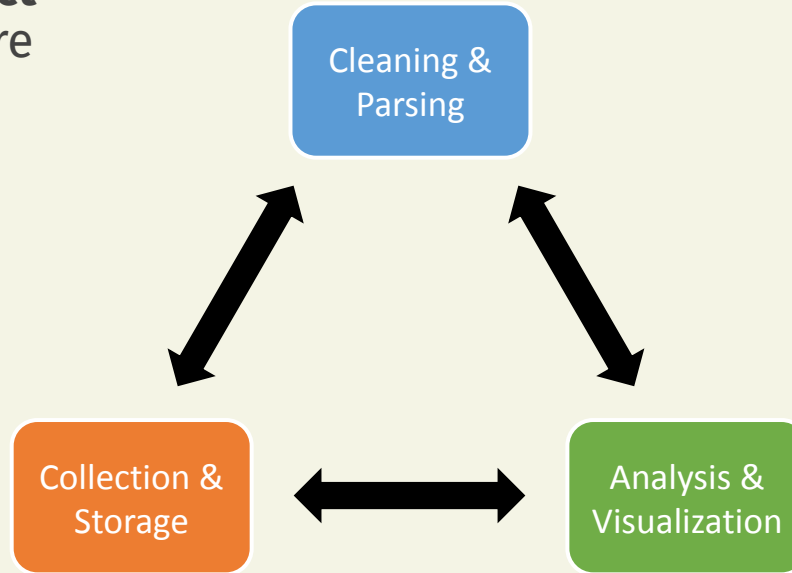 re
Cleaning &
Parsing
Collection &
Storage
Analysis &
Visualization